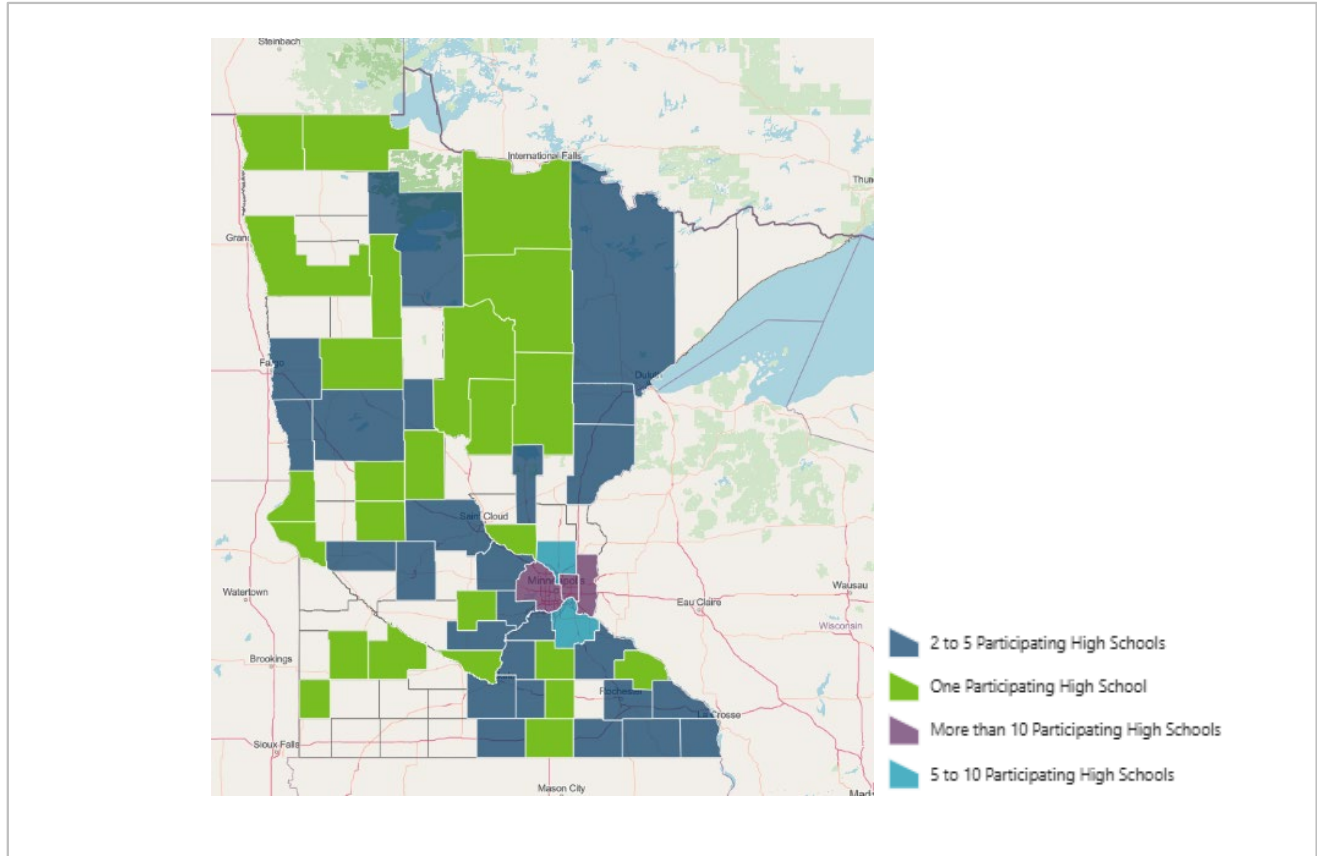 Steinbach
International Falls
Thun
Grand
Fargo
Duluth
Saint Cloud
Minneapolis
Watertown
Eau Claire
Wausau
Wisconsin
Brookings
Rochester
La Crosse
Sioux Falls
Mason City
Mad
2 to 5 Participating High Schools
One Participating High School
More than 10 Participating High Schools
5 to 10 Participating High Schools